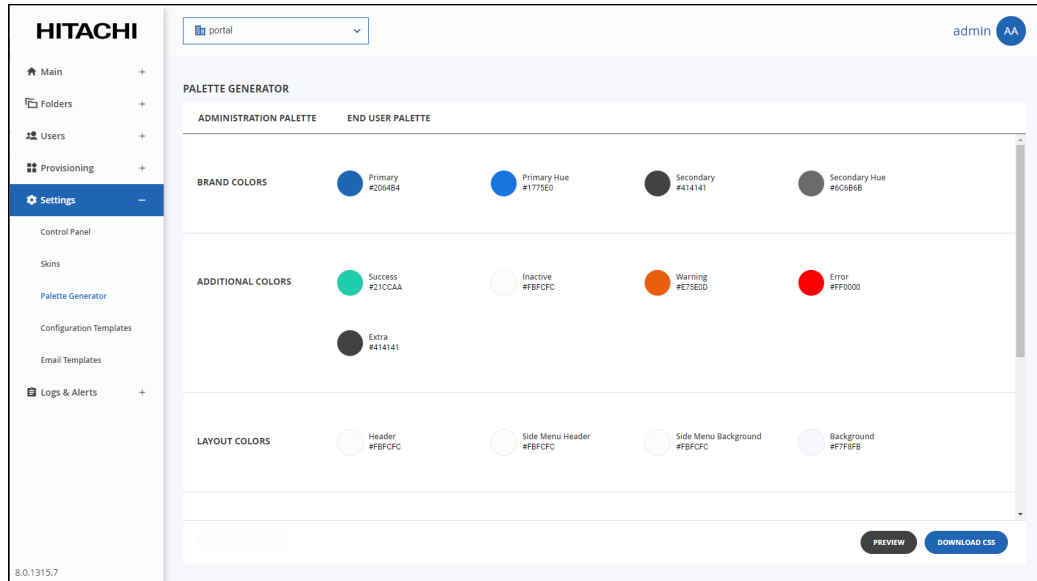 HITACHI
portal
admin AA
Main +
Folders +
Users +
Provisioning +
Settings −
Control Panel
Skins
Palette Generator
Configuration Templates
Email Templates
Logs & Alerts +
8.0.1315.7
PALETTE GENERATOR
ADMINISTRATION PALETTE END USER PALETTE
BRAND COLORS
Primary
#2064B4
Primary Hue
#1775E0
Secondary
#414141
Secondary Hue
#6C6B6B
ADDITIONAL COLORS
Success
#21CCAA
Inactive
#FBFCFC
Warning
#E75E0D
Error
#FF0000
Extra
#414141
LAYOUT COLORS
Header
#FBFCFC
Side Menu Header
#FBFCFC
Side Menu Background
#FBFCFC
Background
#F7F8FB
PREVIEW
DOWNLOAD CSS